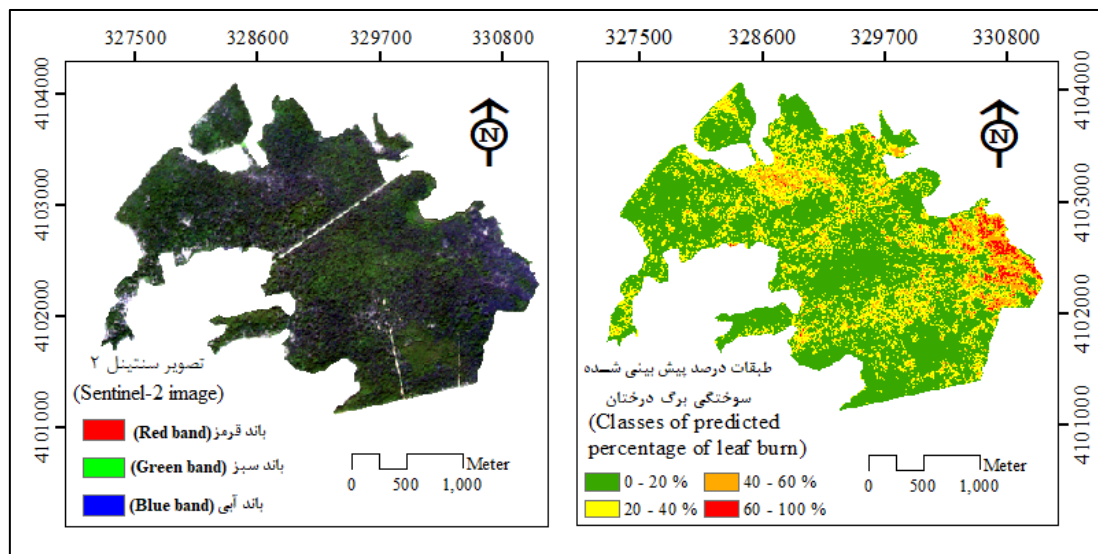 327500 328600 329700 330800
4104000
4103000
4102000
4101000
N
تصویر سنتینل ۲
(Sentinel-2 image)
باند قرمز (Red band)
باند سبز (Green band)
باند آبی (Blue band)
Meter
0 500 1,000
327500 328600 329700 330800
4104000
4103000
4102000
4101000
N
طبقات درصد پیش بینی شده
سوختگی برگ درختان
(Classes of predicted
percentage of leaf burn)
0 - 20 % 40 - 60 %
20 - 40 % 60 - 100 %
Meter
0 500 1,000